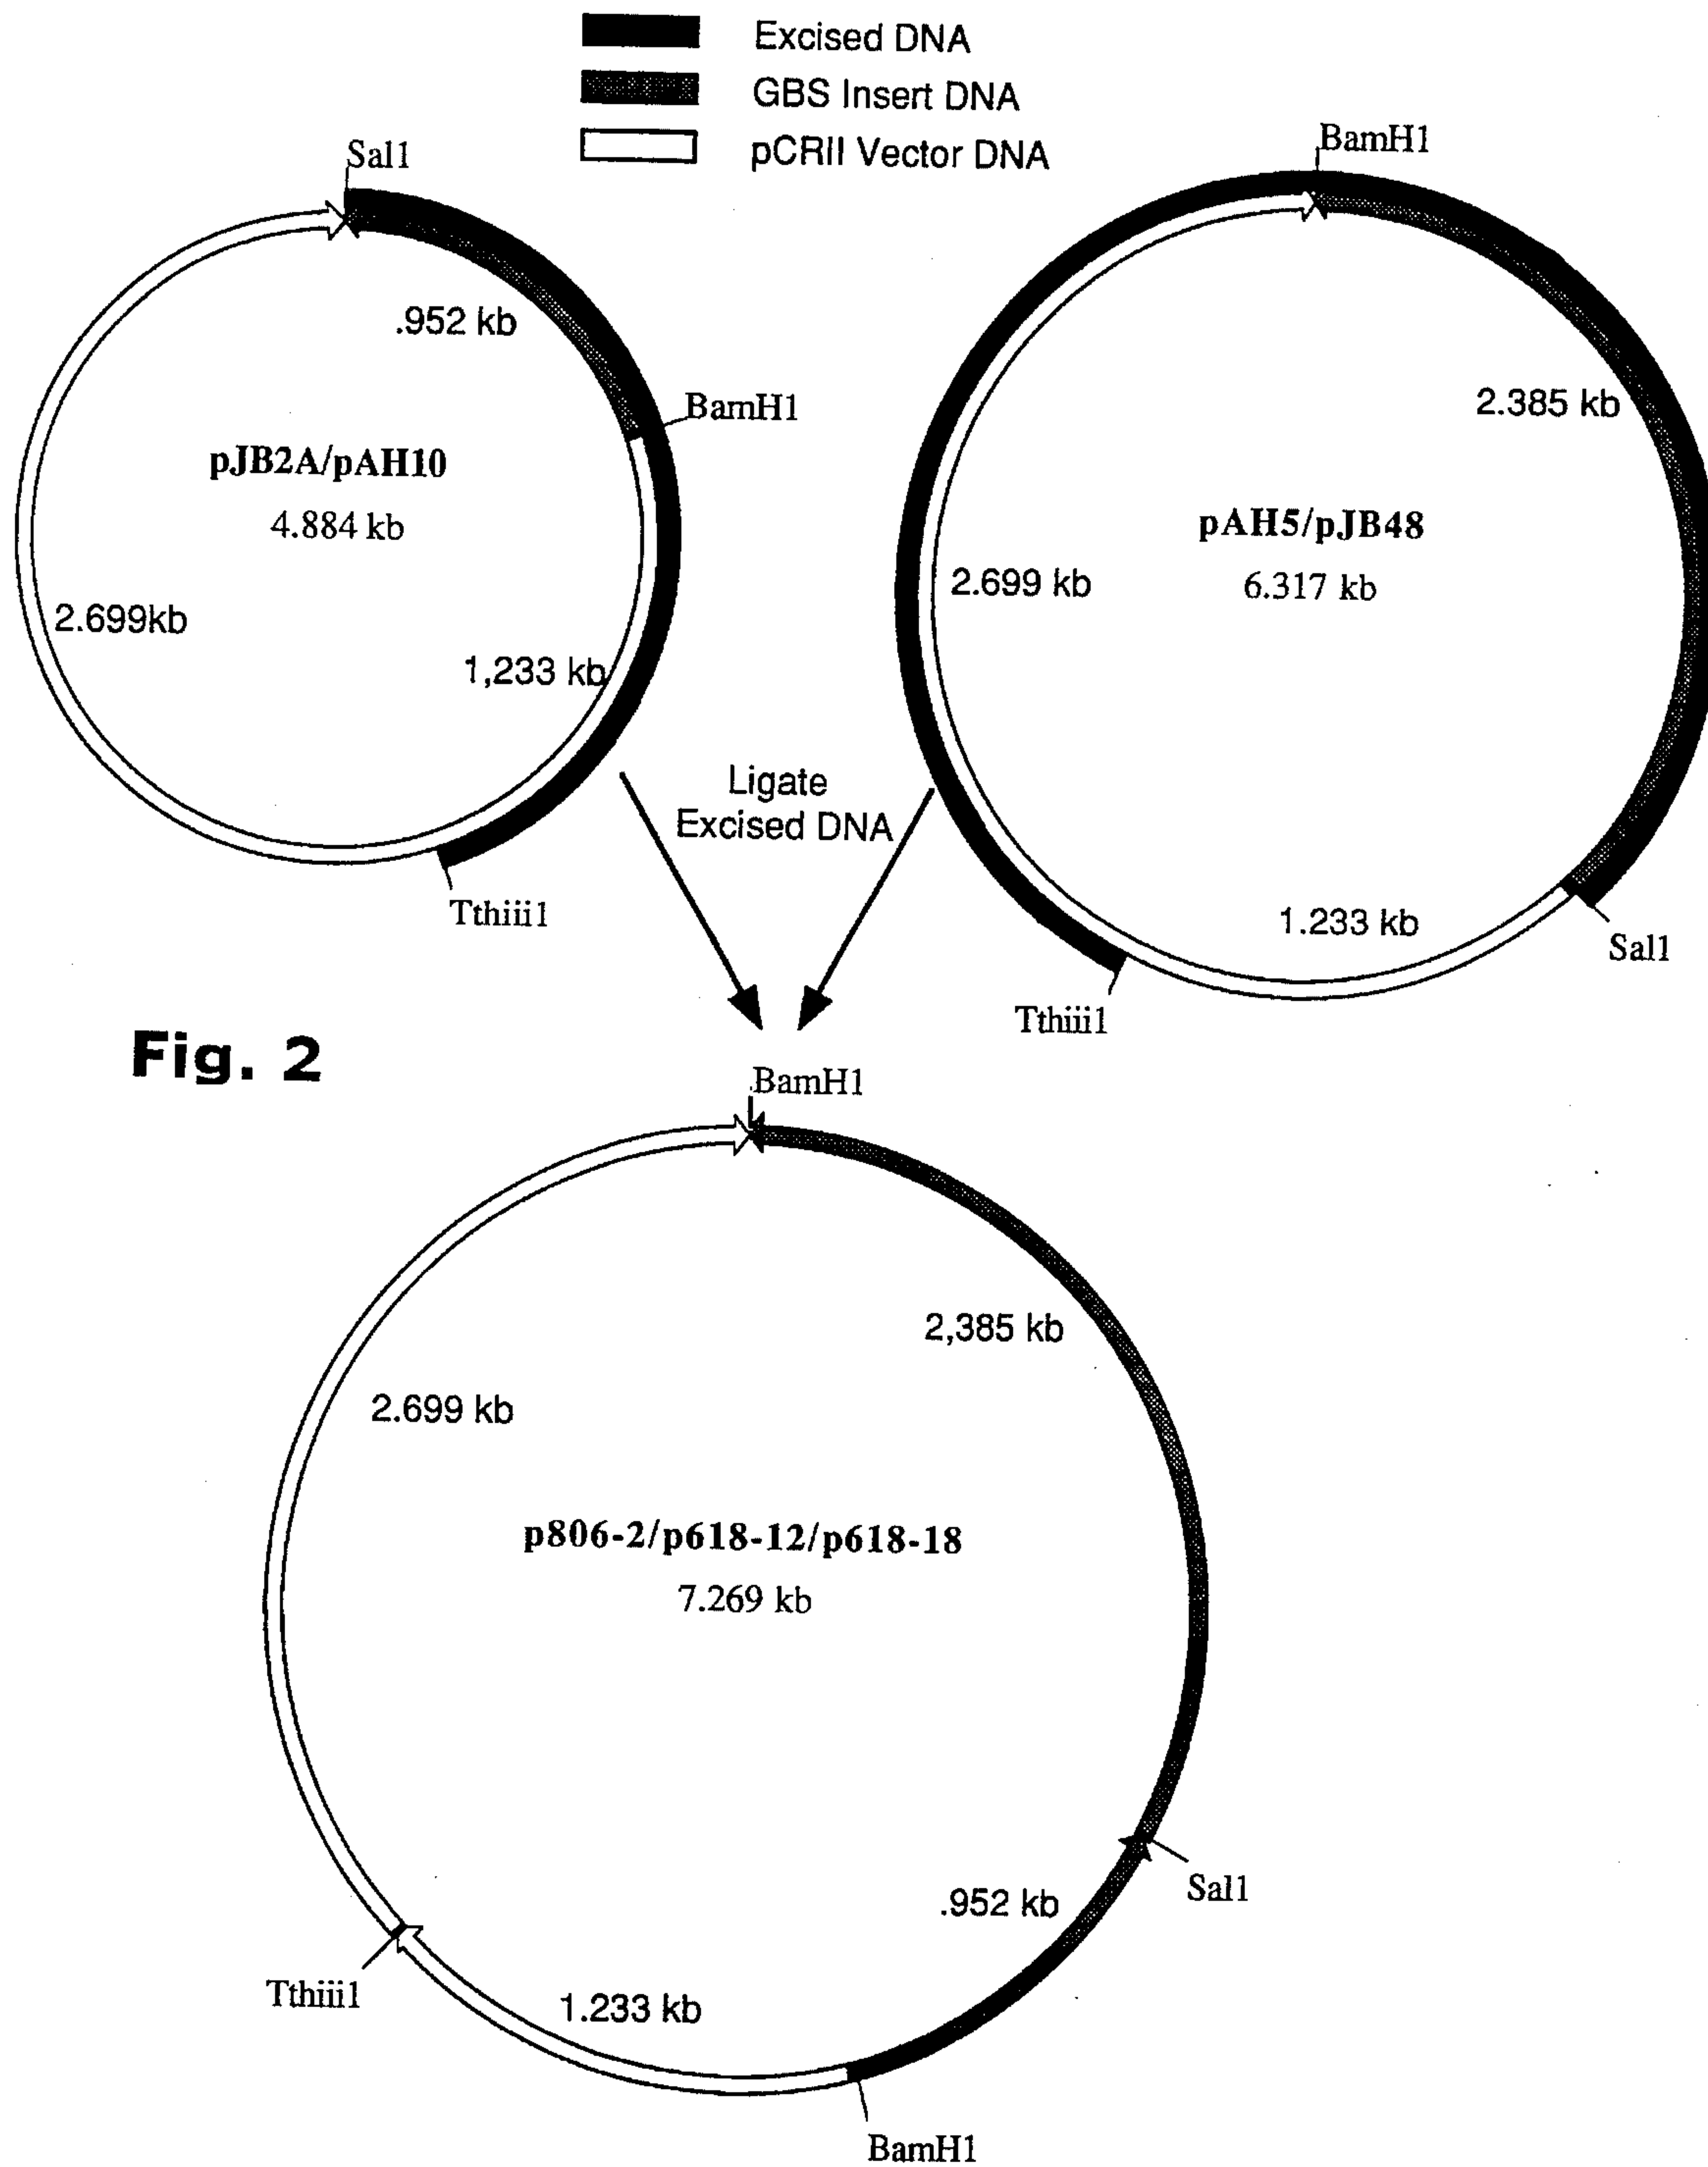 Excised DNA
GBS Insert DNA
pCRII Vector DNA
Sal1
BamH1
.952 kb
BamH1
pJB2A/pAH10
4.884 kb
2.699kb
1,233 kb
Tthiii1
2.385 kb
pAH5/pJB48
2.699 kb
6.317 kb
1.233 kb
Sal1
Tthiii1
Ligate
Excised DNA
Fig. 2
BamH1
2,385 kb
2.699 kb
p806-2/p618-12/p618-18
7.269 kb
Sal1
.952 kb
Tthiii1
1.233 kb
BamH1